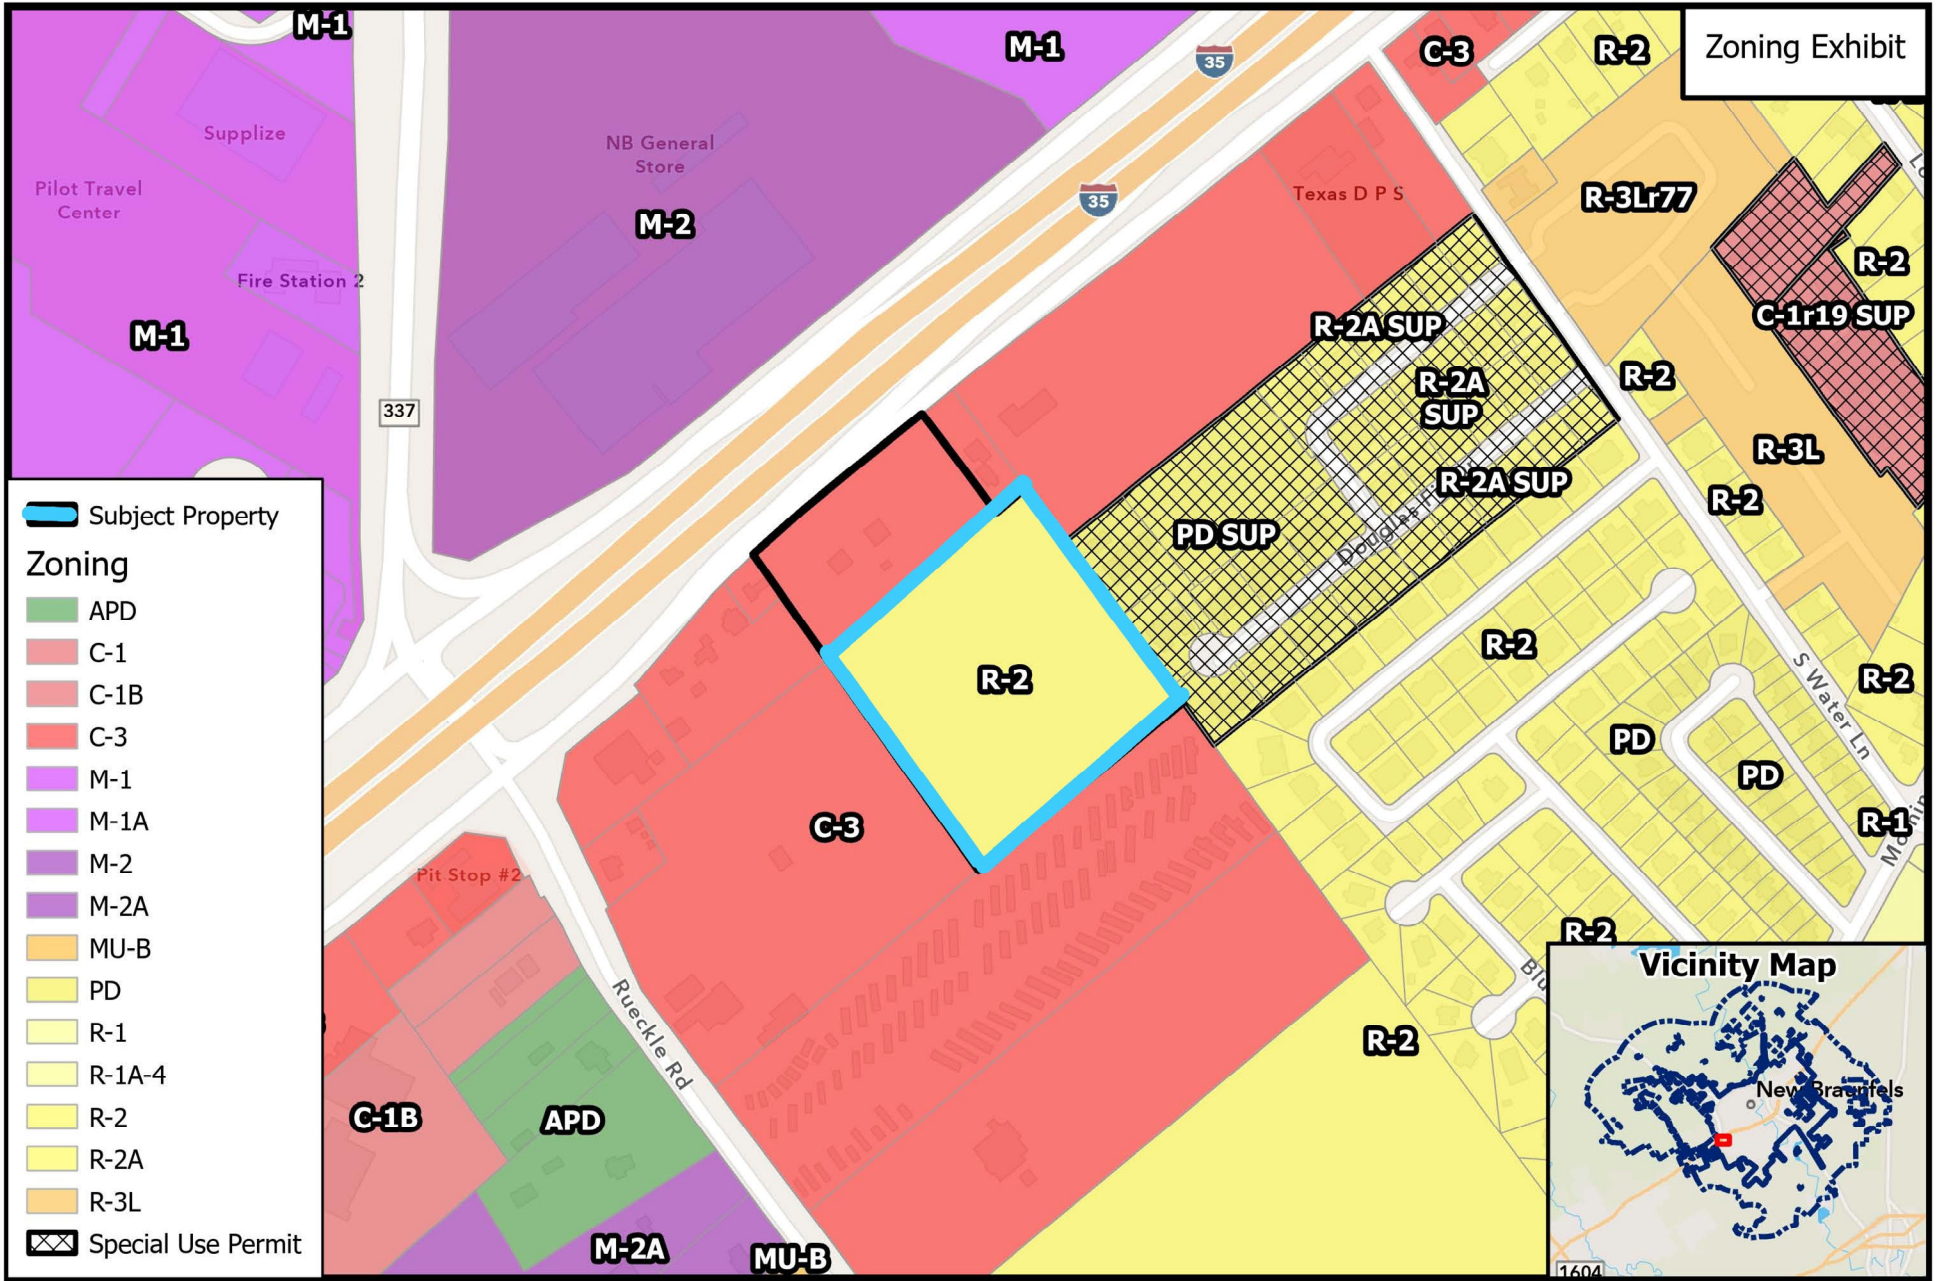 Zoning Exhibit
M-1
M-1
C-3
R-2
35
Supplize
NB General
Store
Pilot Travel
Center
M-2
35
Texas D P S
R-3Lr77
R-2
Fire Station 2
M-1
C-1r19 SUP
R-2A SUP
R-2A
SUP
R-2
337
R-3L
R-2A SUP
R-2
PD SUP
Douglas
R-2
R-2
S Water Ln
R-2
PD
PD
R-1
C-3
Pit Stop #2
R-2
Rueckle Rd
R-2
C-1B
APD
M-2A
MU-B
Subject Property
Zoning
APD
C-1
C-1B
C-3
M-1
M-1A
M-2
M-2A
MU-B
PD
R-1
R-1A-4
R-2
R-2A
R-3L
Special Use Permit
Vicinity Map
New Braunfels
1604